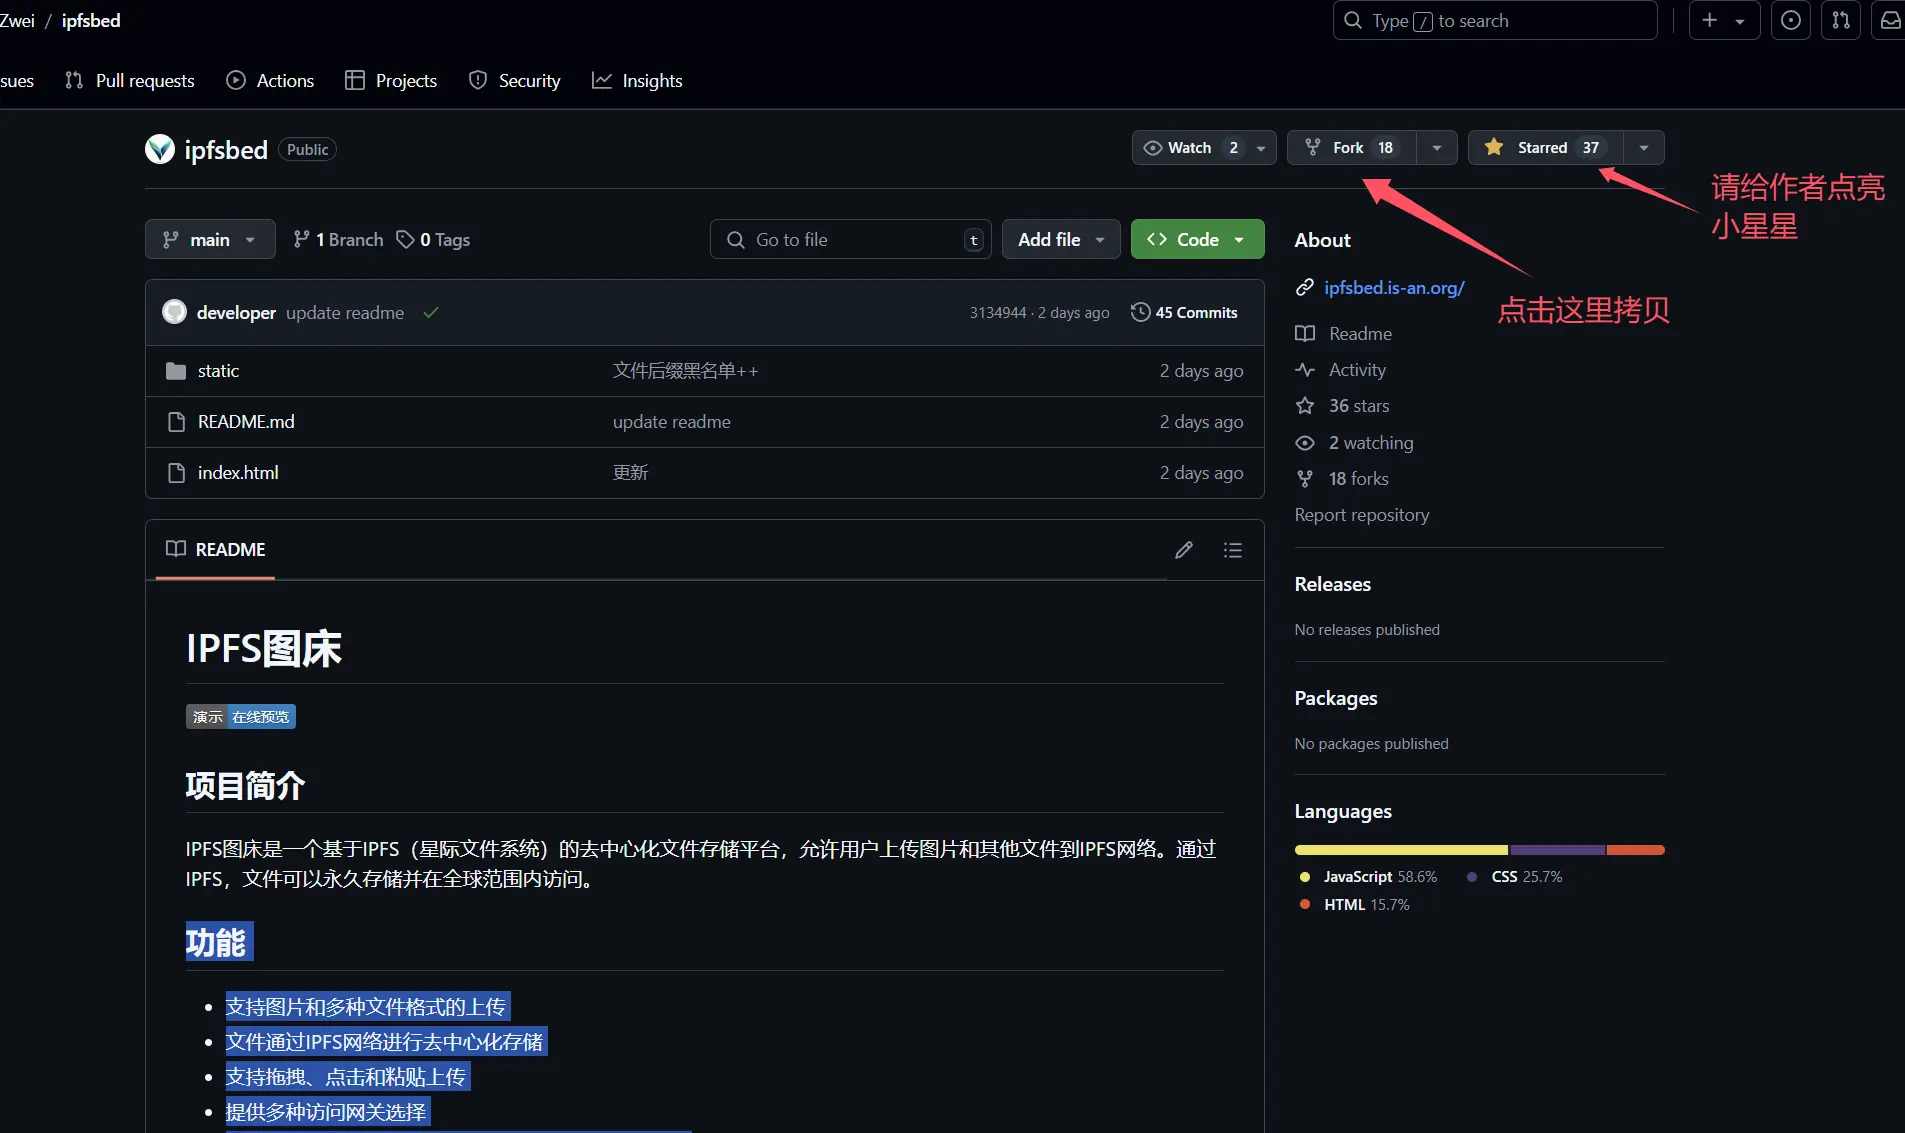 Zwei / ipfsbed
Type / to search
sues Pull requests Actions Projects Security Insights
ipfsbed Public
Watch 2 Fork 18 Starred 37
请给作者点亮
小星星
点击这里拷贝
main 1 Branch 0 Tags Go to file t Add file Code
About
developer update readme 3134944 · 2 days ago 45 Commits
static 文件后缀黑名单++ 2 days ago
README.md update readme 2 days ago
index.html 更新 2 days ago
ipfsbed.is-an.org/
Readme
Activity
36 stars
2 watching
18 forks
Report repository
Releases
No releases published
Packages
No packages published
Languages
JavaScript 58.6% CSS 25.7%
HTML 15.7%
README
IPFS图床
演示 在线预览
项目简介
IPFS图床是一个基于IPFS（星际文件系统）的去中心化文件存储平台，允许用户上传图片和其他文件到IPFS网络。通过
IPFS，文件可以永久存储并在全球范围内访问。
功能
• 支持图片和多种文件格式的上传
• 文件通过IPFS网络进行去中心化存储
• 支持拖拽、点击和粘贴上传
• 提供多种访问网关选择